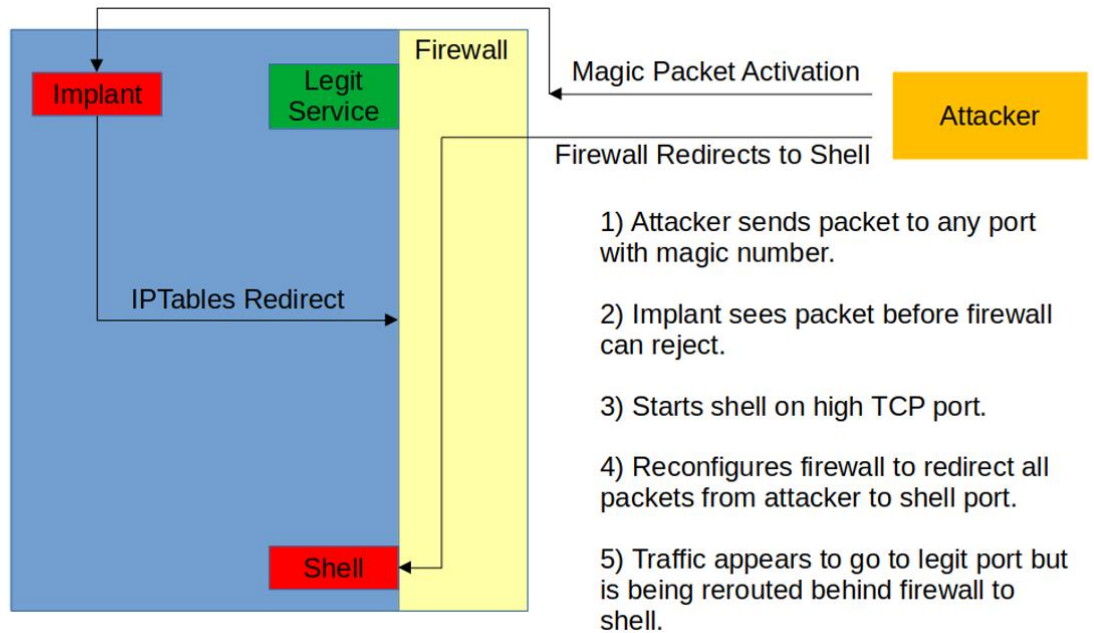 Firewall
Implant
Legit
Service
Magic Packet Activation
Attacker
Firewall Redirects to Shell
IPTables Redirect
Shell
1) Attacker sends packet to any port
with magic number.
2) Implant sees packet before firewall
can reject.
3) Starts shell on high TCP port.
4) Reconfigures firewall to redirect all
packets from attacker to shell port.
5) Traffic appears to go to legit port but
is being rerouted behind firewall to
shell.